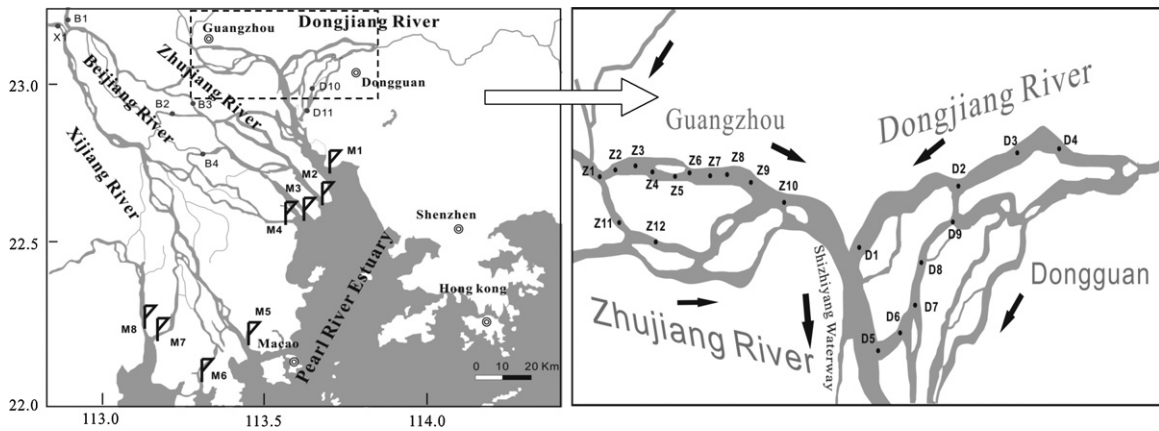 B1
X1
Guangzhou
Dongjiang River
Zhujiang River
Beijiang River
Xijiang River
23.0
B2
B3
B4
D10
D11
Dongguan
M1
M2
M3
M4
22.5
Shenzhen
Pearl River Estuary
Hong kong
M8
M7
M5
M6
Macao
0 10 20 Km
22.0
113.0
113.5
114.0
Guangzhou
Dongjiang River
D3
D4
Z1
Z2
Z3
Z4
Z5
Z6
Z7
Z8
Z9
Z10
D2
Z11
Z12
D9
D1
D8
Dongguan
Shizhiyang Waterway
Zhujiang River
D7
D6
D5